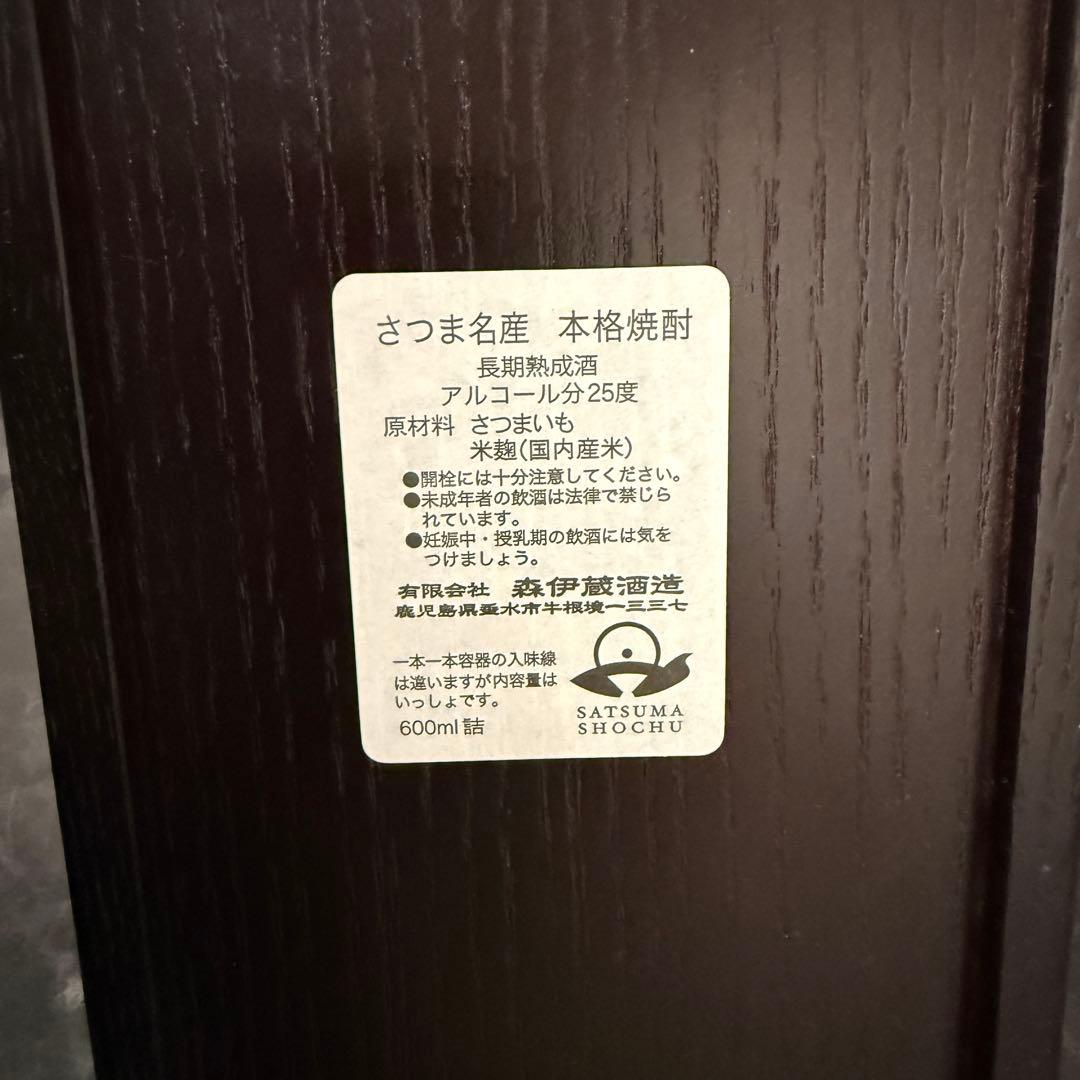 さつま名産 本格焼酎
長期熟成酒
アルコール分25度
原材料 さつまいも
米麹(国内産米)
●開栓には十分注意してください。
●未成年者の飲酒は法律で禁じら
れています。
●妊娠中・授乳期の飲酒には気を
つけましょう。
有限会社 森伊蔵酒造
鹿児島県垂水市牛根境一三三七
一本一本容器の入味線
は違いますが内容量は
いっしょです。
600ml詰
SATSUMA
SHOCHU